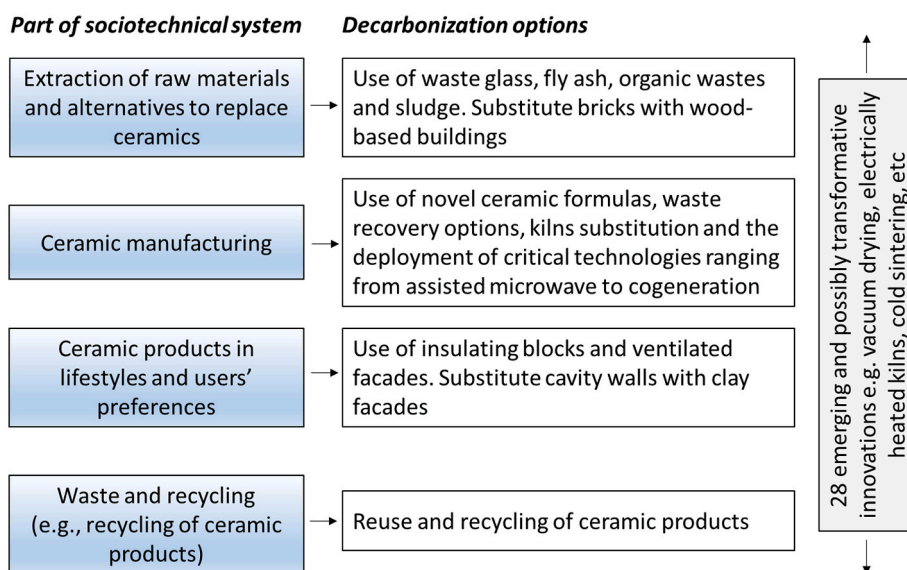 Part of sociotechnical system
Decarbonization options
Extraction of raw materials
and alternatives to replace
ceramics
Use of waste glass, fly ash, organic wastes
and sludge. Substitute bricks with wood-
based buildings
Ceramic manufacturing
Use of novel ceramic formulas, waste
recovery options, kilns substitution and the
deployment of critical technologies ranging
from assisted microwave to cogeneration
Ceramic products in
lifestyles and users’
preferences
Use of insulating blocks and ventilated
facades. Substitute cavity walls with clay
facades
Waste and recycling
(e.g., recycling of ceramic
products)
Reuse and recycling of ceramic products
28 emerging and possibly transformative
innovations e.g. vacuum drying, electrically
heated kilns, cold sintering, etc